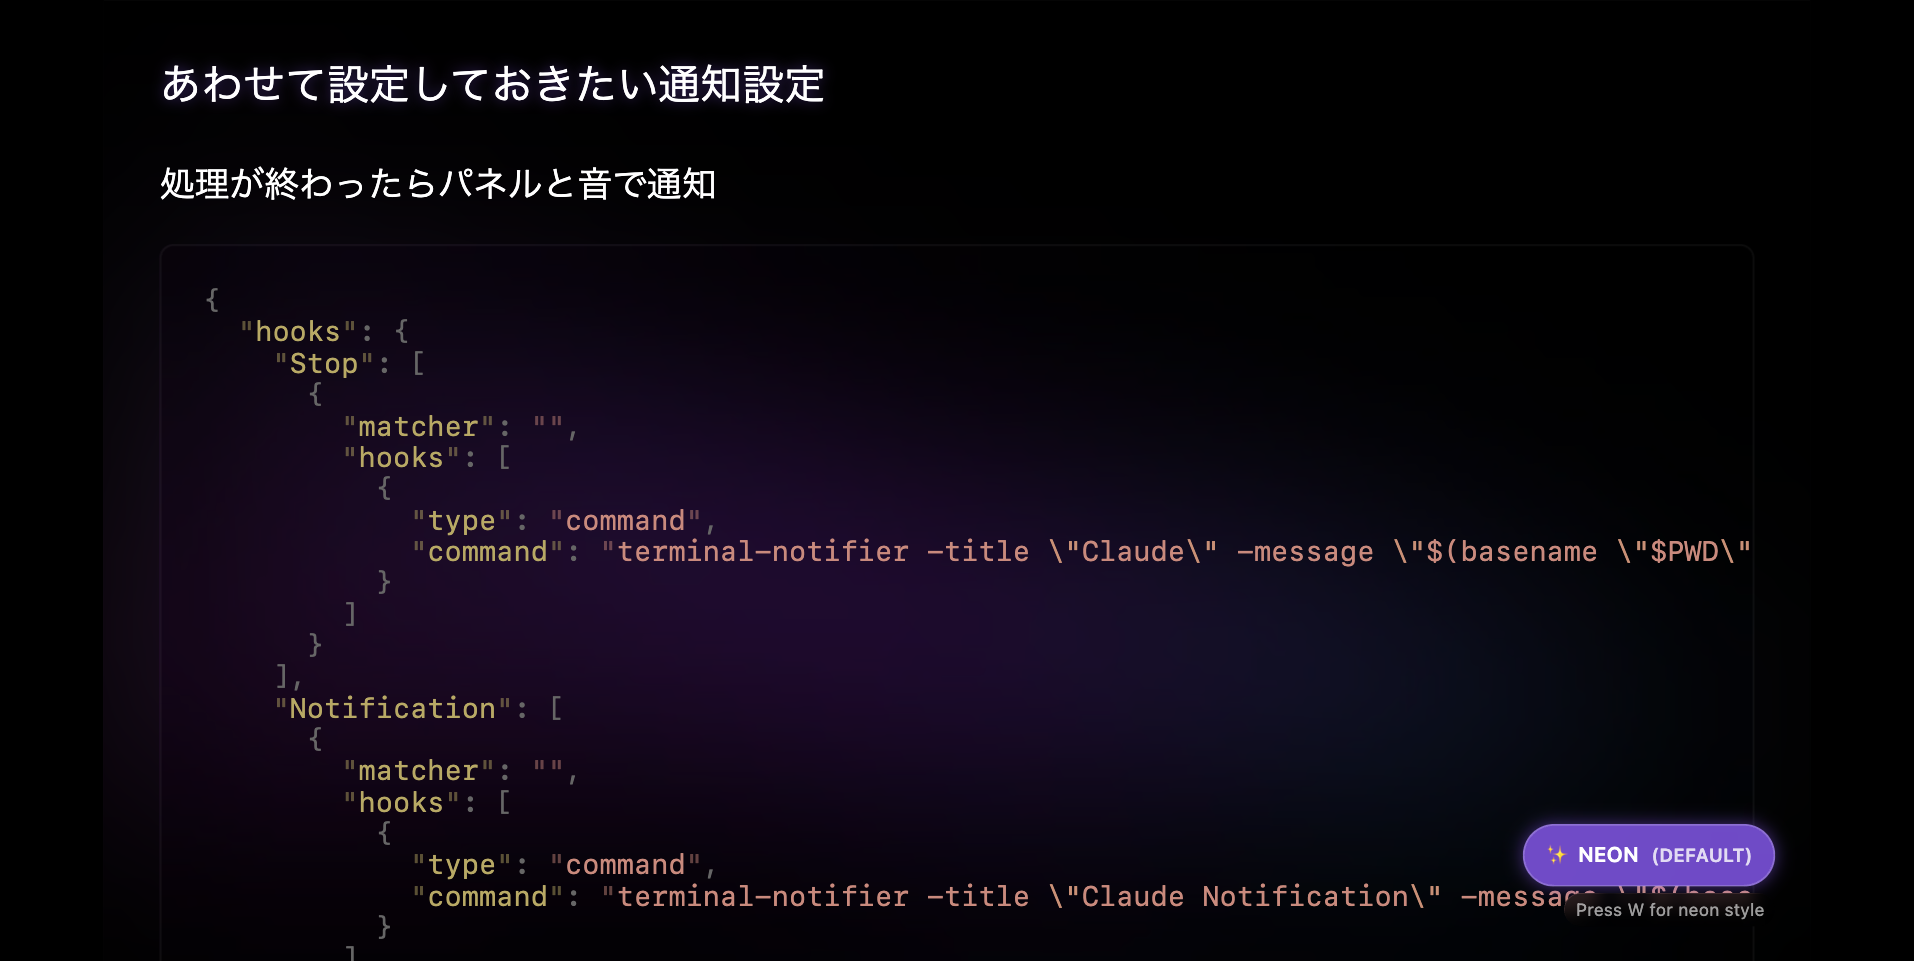 あわせて設定しておきたい通知設定
処理が終わったらパネルと音で通知
{
"hooks": {
"Stop": [
{
"matcher": "",
"hooks": [
{
"type": "command",
"command": "terminal-notifier -title \"Claude\" -message \"$(basename \"$PWD\"
}
]
}
],
"Notification": [
{
"matcher": "",
"hooks": [
{
"type": "command",
"command": "terminal-notifier -title \"Claude Notification\" -message \"$(base
}
]
✨ NEON (DEFAULT)
Press W for neon style